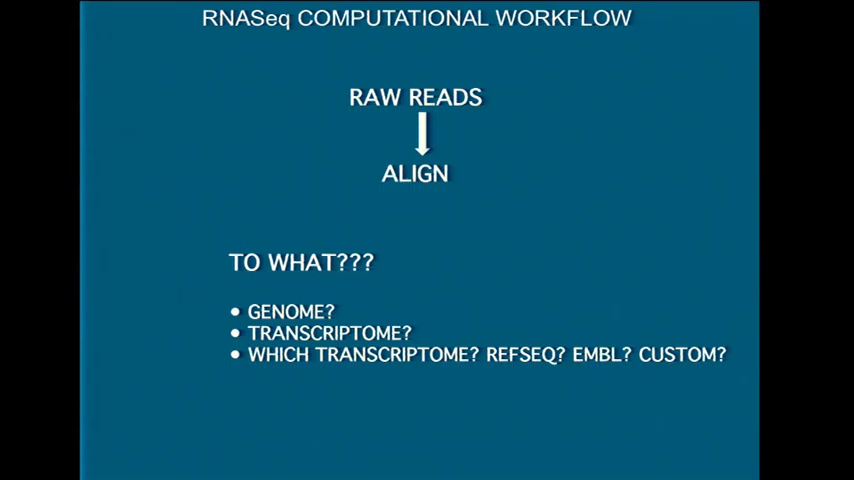 RNASeq COMPUTATIONAL WORKFLOW
RAW READS
ALIGN
TO WHAT???
• GENOME?
• TRANSCRIPTOME?
• WHICH TRANSCRIPTOME? REFSEQ? EMBL? CUSTOM?